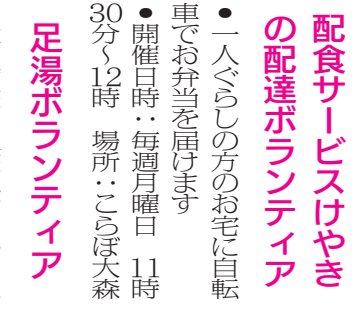 配食サービスけやき
の配達ボランティア
●一人ぐらしの方のお宅に自転
車でお弁当を届けます
●開催日時：毎週月曜日　11時
30分～12時　場所：こらぼ大森
足湯ボランティア